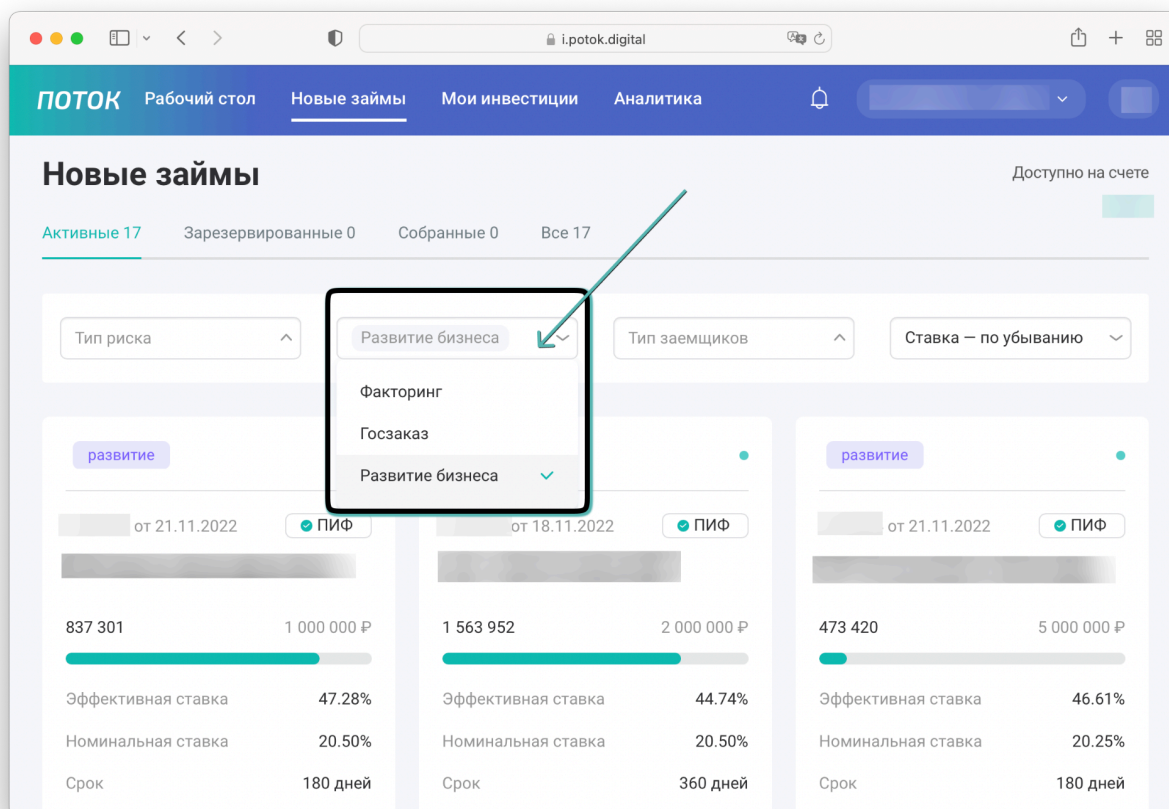 i.potok.digital
ПОТОК Рабочий стол Новые займы Мои инвестиции Аналитика
Новые займы
Доступно на счете
Активные 17 Зарезервированные 0 Собранные 0 Все 17
Тип риска Развитие бизнеса Тип заемщиков Ставка — по убыванию
Факторинг
Госзаказ
Развитие бизнеса
развитие развитие
от 21.11.2022 ПИФ от 18.11.2022 ПИФ от 21.11.2022 ПИФ
837 301 1 000 000 ₽ 1 563 952 2 000 000 ₽ 473 420 5 000 000 ₽
Эффективная ставка 47.28% Эффективная ставка 44.74% Эффективная ставка 46.61%
Номинальная ставка 20.50% Номинальная ставка 20.50% Номинальная ставка 20.25%
Срок 180 дней Срок 360 дней Срок 180 дней